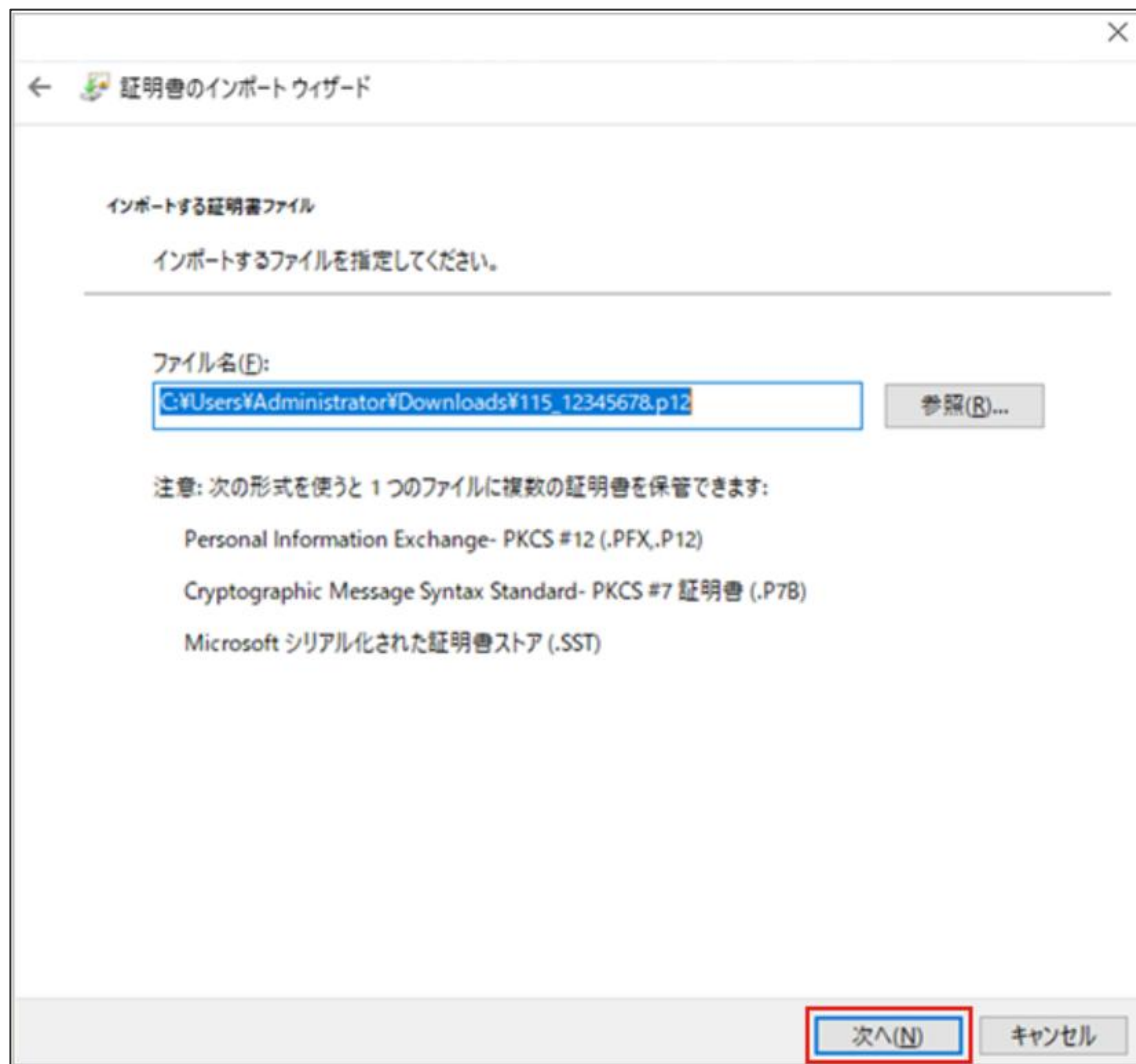 証明書のインポート ウィザード
インポートする証明書ファイル
インポートするファイルを指定してください。
ファイル名(F):
C:¥Users¥Administrator¥Downloads¥115_12345678.p12
参照(R)...
注意: 次の形式を使うと 1 つのファイルに複数の証明書を保管できます:
Personal Information Exchange- PKCS #12 (.PFX,.P12)
Cryptographic Message Syntax Standard- PKCS #7 証明書 (.P7B)
Microsoft シリアル化された証明書ストア (.SST)
次へ(N)
キャンセル